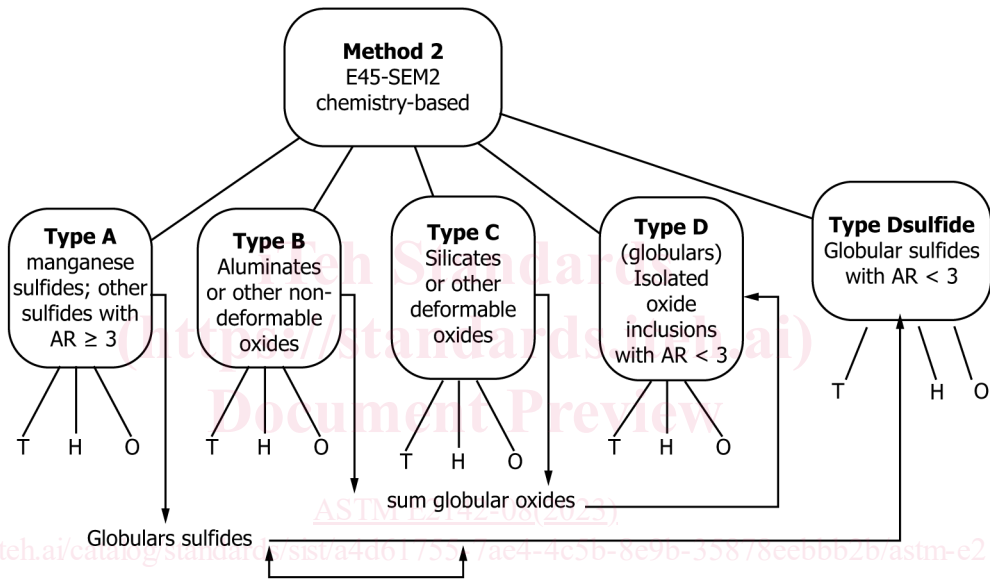 Method 2
E45-SEM2
chemistry-based
Type A
manganese
sulfides; other
sulfides with
AR ≥ 3
Type B
Aluminates
or other non-
deformable
oxides
Type C
Silicates
or other
deformable
oxides
Type D
(globulars)
Isolated
oxide
inclusions
with AR < 3
Type Dsulfide
Globular sulfides
with AR < 3
T H O
T H O
T H O
T H O
T H O
sum globular oxides
Globulars sulfides
iTeh Standards
(https://standards.iteh.ai)
Document Preview
ASTM E2142-08(2023)